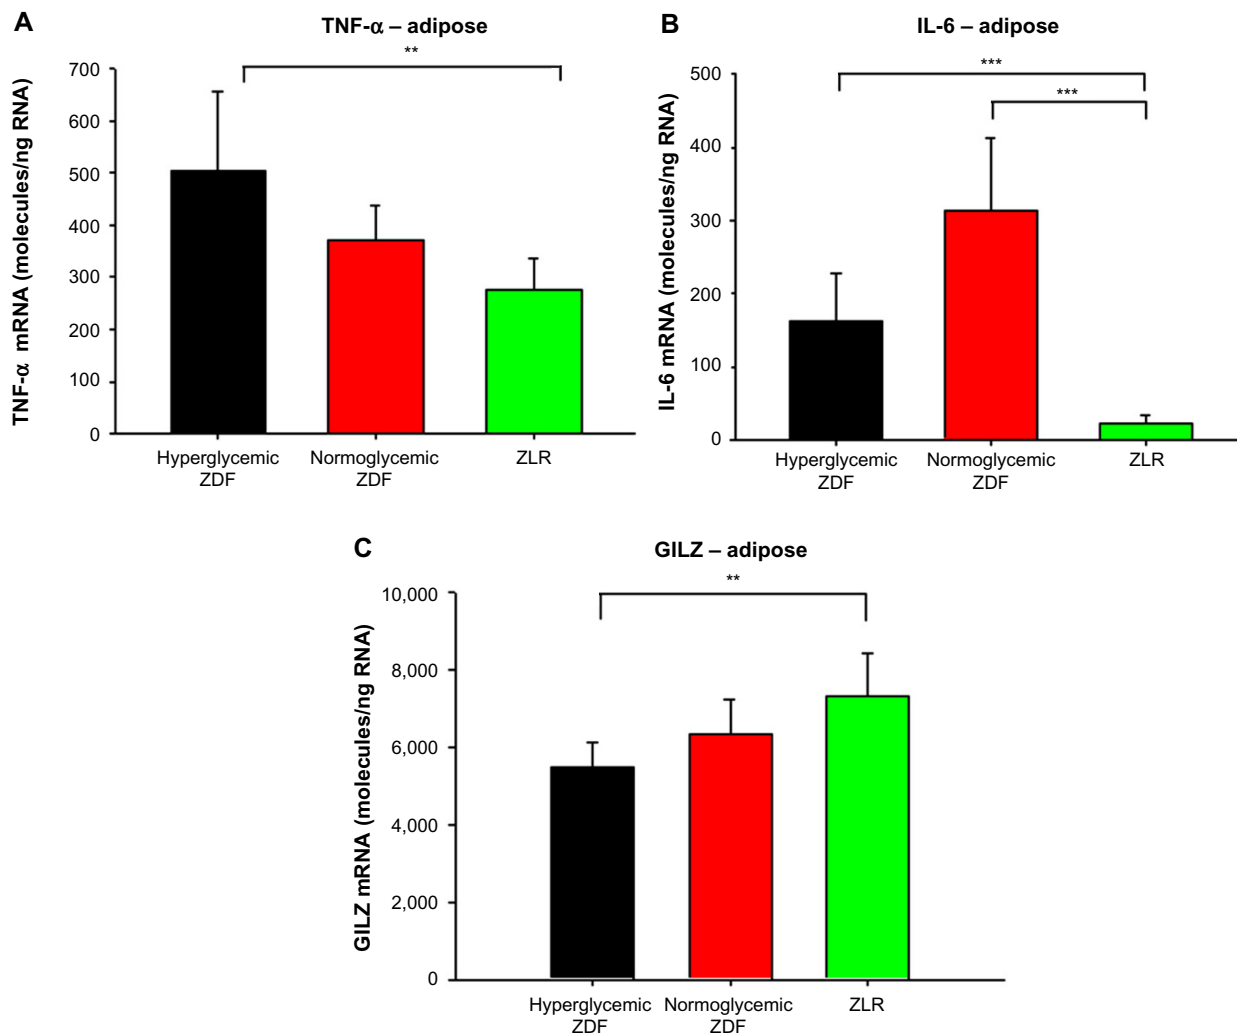 A
TNF-α – adipose
**
TNF-α mRNA (molecules/ng RNA)
700
600
500
400
300
200
100
0
Hyperglycemic
ZDF
Normoglycemic
ZDF
ZLR
B
IL-6 – adipose
***
***
IL-6 mRNA (molecules/ng RNA)
500
400
300
200
100
0
Hyperglycemic
ZDF
Normoglycemic
ZDF
ZLR
C
GILZ – adipose
**
GILZ mRNA (molecules/ng RNA)
10,000
8,000
6,000
4,000
2,000
0
Hyperglycemic
ZDF
Normoglycemic
ZDF
ZLR